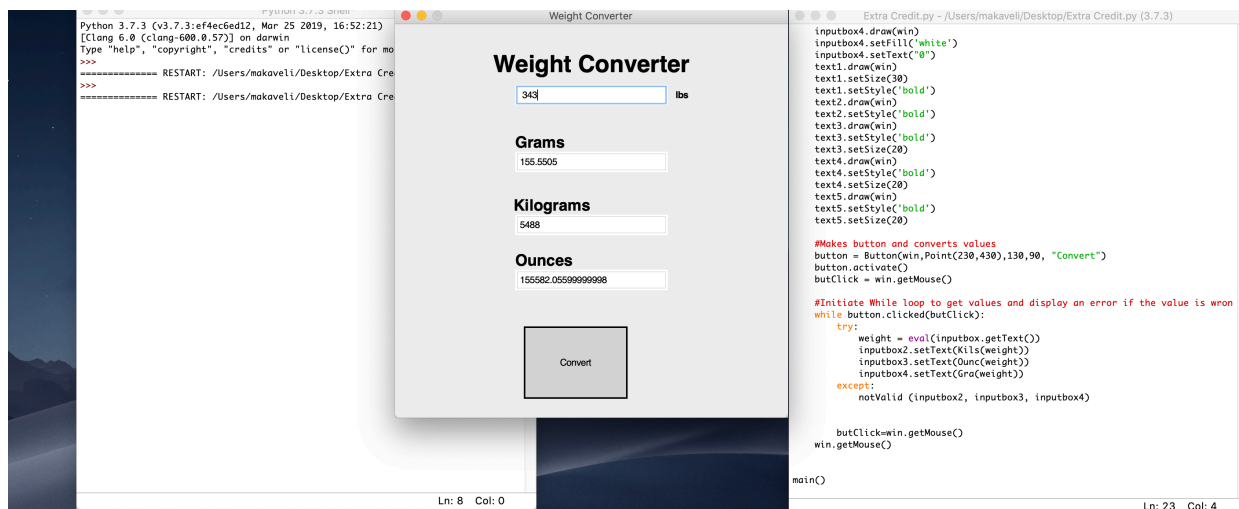 Python 3.7.3 Shell
Python 3.7.3 (v3.7.3:ef4ec6ed12, Mar 25 2019, 16:52:21)
[Clang 6.0 (clang-600.0.57)] on darwin
Type "help", "copyright", "credits" or "license()" for mo
>>>
============== RESTART: /Users/makaveli/Desktop/Extra Cre
>>>
============== RESTART: /Users/makaveli/Desktop/Extra Cre
Ln: 8 Col: 0
Weight Converter
Weight Converter
343 lbs
Grams
155.5505
Kilograms
5488
Ounces
155582.05599999998
Convert
Extra Credit.py - /Users/makaveli/Desktop/Extra Credit.py (3.7.3)
inputbox4.draw(win)
inputbox4.setFill('white')
inputbox4.setText("0")
text1.draw(win)
text1.setSize(30)
text1.setStyle('bold')
text2.draw(win)
text2.setStyle('bold')
text3.draw(win)
text3.setStyle('bold')
text3.setSize(20)
text4.draw(win)
text4.setStyle('bold')
text4.setSize(20)
text5.draw(win)
text5.setStyle('bold')
text5.setSize(20)
#Makes button and converts values
button = Button(win,Point(230,430),130,90, "Convert")
button.activate()
butClick = win.getMouse()
#Initiate While loop to get values and display an error if the value is wron
while button.clicked(butClick):
try:
weight = eval(inputbox.getText())
inputbox2.setText(Kils(weight))
inputbox3.setText(Ounc(weight))
inputbox4.setText(Gra(weight))
except:
notValid (inputbox2, inputbox3, inputbox4)
butClick=win.getMouse()
win.getMouse()
main()
Ln: 23 Col: 4